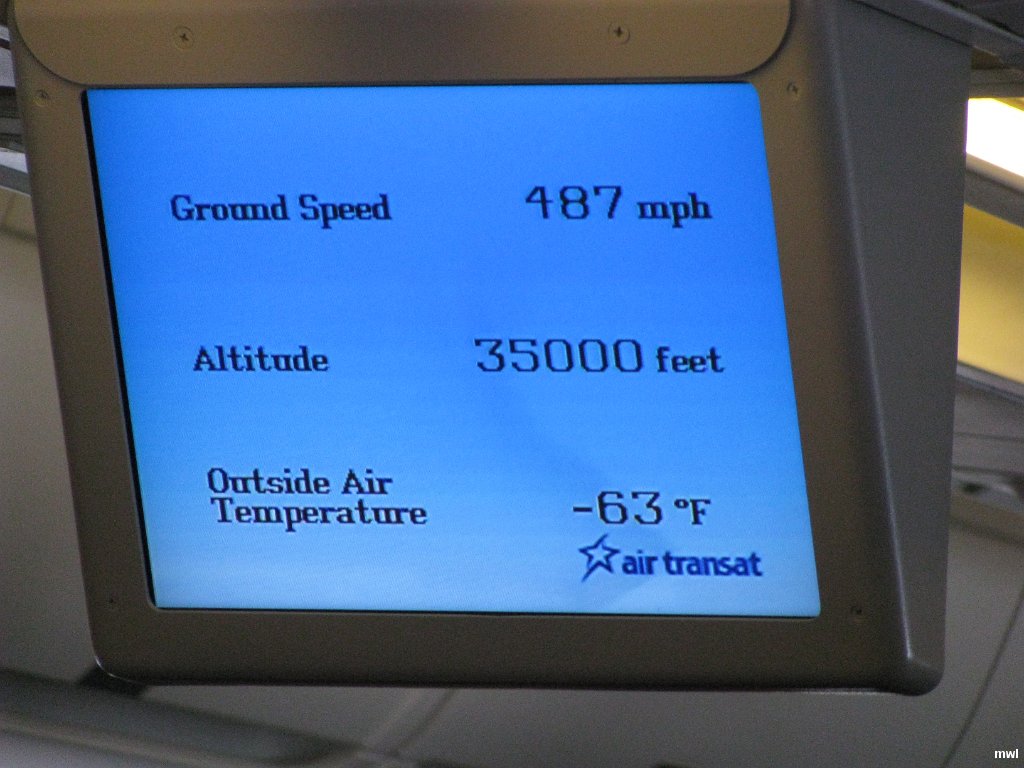 Ground Speed 487 mph
Altitude 35000 feet
Outside Air
Temperature -63 °F
air transat
mwl